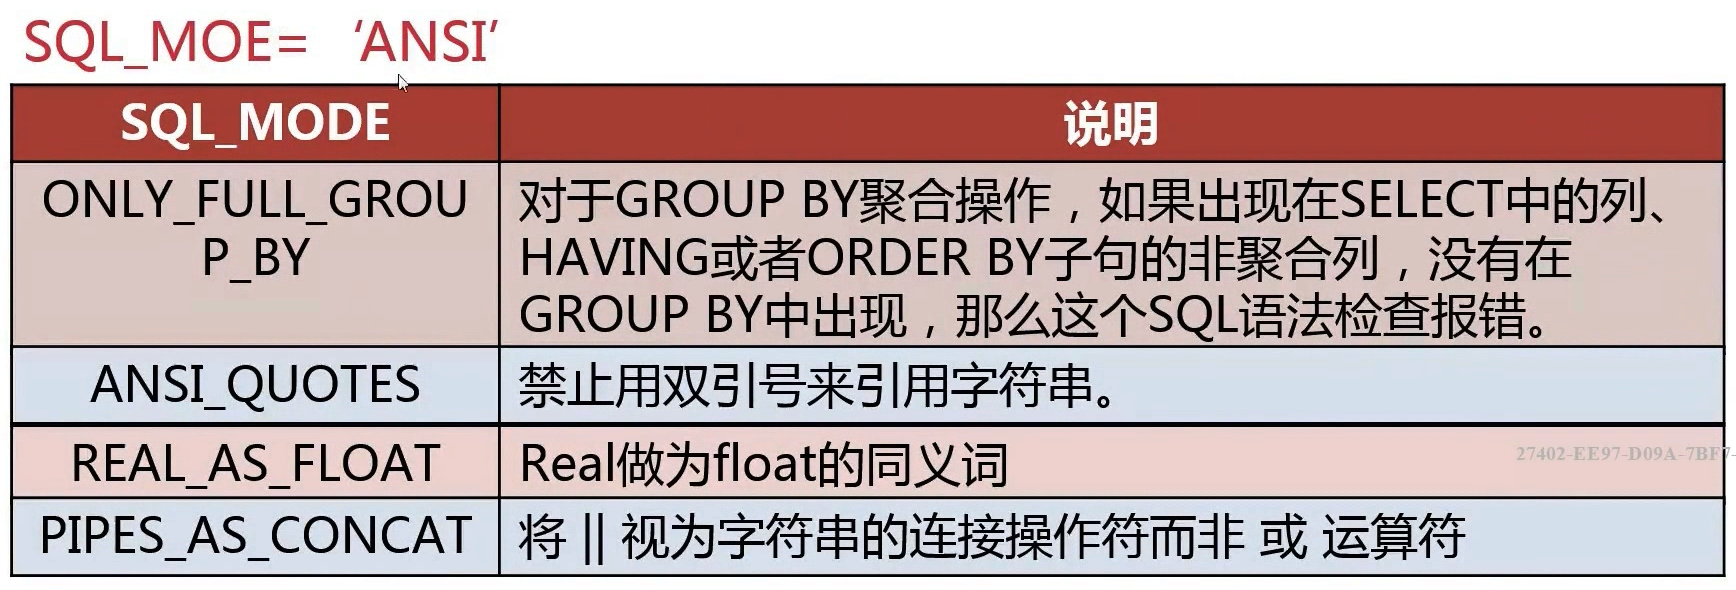 SQL_MOE= ‘ANSI’
SQL_MODE
说明
ONLY_FULL_GROU
P_BY
对于GROUP BY聚合操作，如果出现在SELECT中的列、
HAVING或者ORDER BY子句的非聚合列，没有在
GROUP BY中出现，那么这个SQL语法检查报错。
ANSI_QUOTES
禁止用双引号来引用字符串。
REAL_AS_FLOAT
Real做为float的同义词
27402-EE97-D09A-7BF7-
PIPES_AS_CONCAT
将 || 视为字符串的连接操作符而非 或 运算符